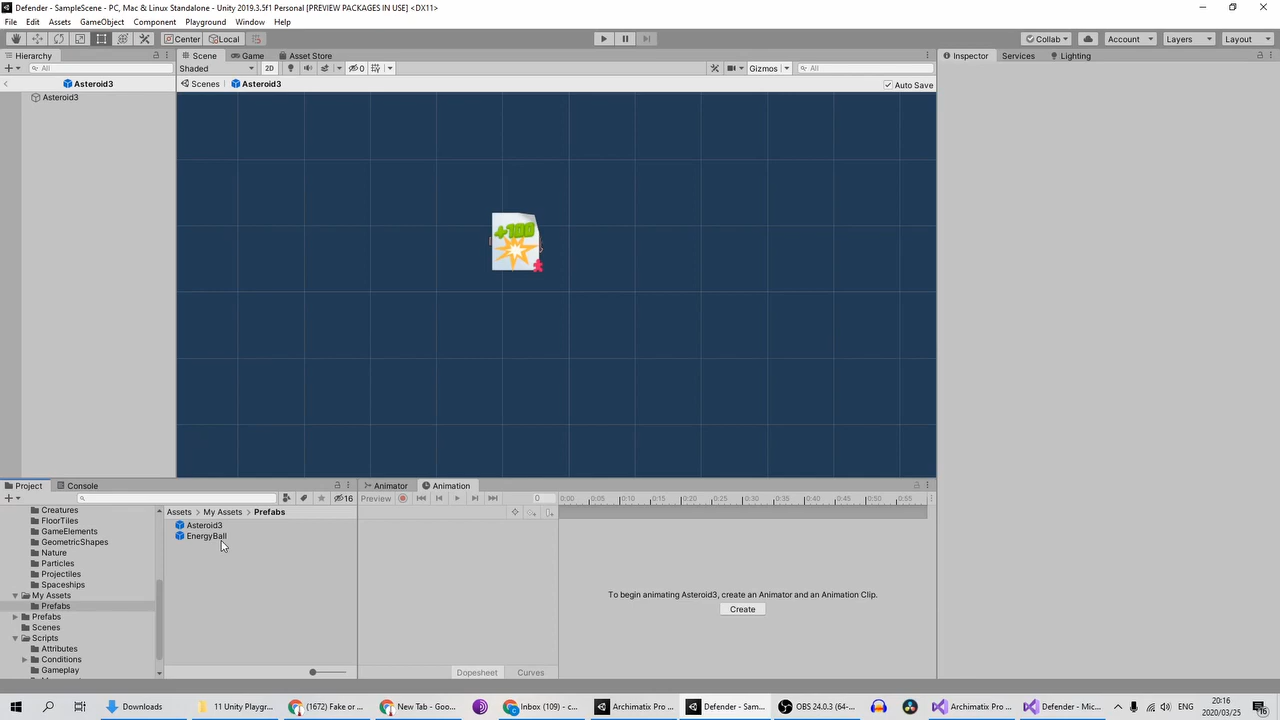 Defender - SampleScene - PC, Mac & Linux Standalone - Unity 2019.3.5f1 Personal [PREVIEW PACKAGES IN USE] <DX11>
File Edit Assets GameObject Component Playground Window Help
Center Local Collab Account Layers Layout
Hierarchy Scene Game Asset Store Inspector Services Lighting
All Shaded 2D 0 Gizmos All
Asteroid3 Scenes Asteroid3 Auto Save
Asteroid3
+100
Project Console Animator Animation
16 Preview 0 0:00 0:05 0:10 0:15 0:20 0:25 0:30 0:35 0:40 0:45 0:50 0:55
Creatures
FloorTiles
GameElements
GeometricShapes
Nature
Particles
Projectiles
Spaceships
My Assets
Prefabs
Prefabs
Scenes
Scripts
Attributes
Conditions
Gameplay
Assets > My Assets > Prefabs
Asteroid3
EnergyBall
To begin animating Asteroid3, create an Animator and an Animation Clip.
Create
Dopesheet Curves
Downloads 11 Unity Playgr... (1672) Fake or ... New Tab - Goo... Inbox (109) - c... Archimatix Pro ... Defender - Sam... OBS 24.0.3 (64-... Archimatix Pro ... Defender - Mic... ENG 20:16
2020/03/25 16